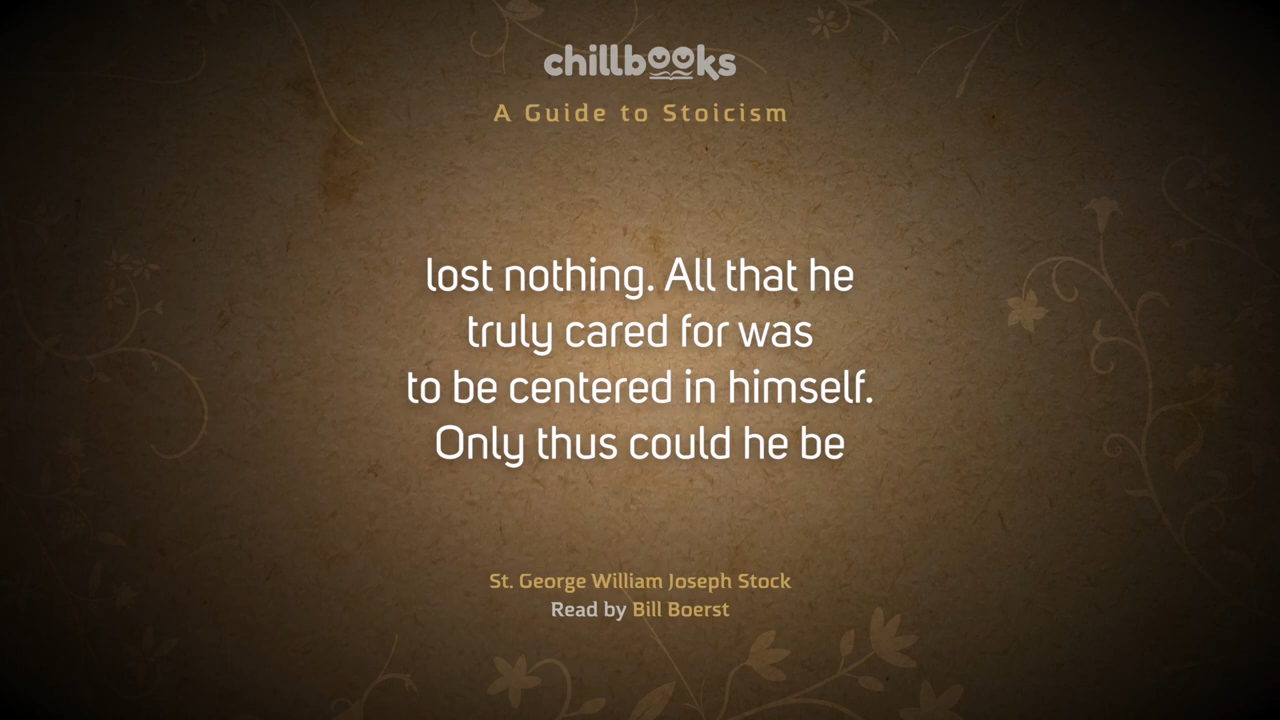 chillbooks
A Guide to Stoicism
lost nothing. All that he
truly cared for was
to be centered in himself.
Only thus could he be
St. George William Joseph Stock
Read by Bill Boerst